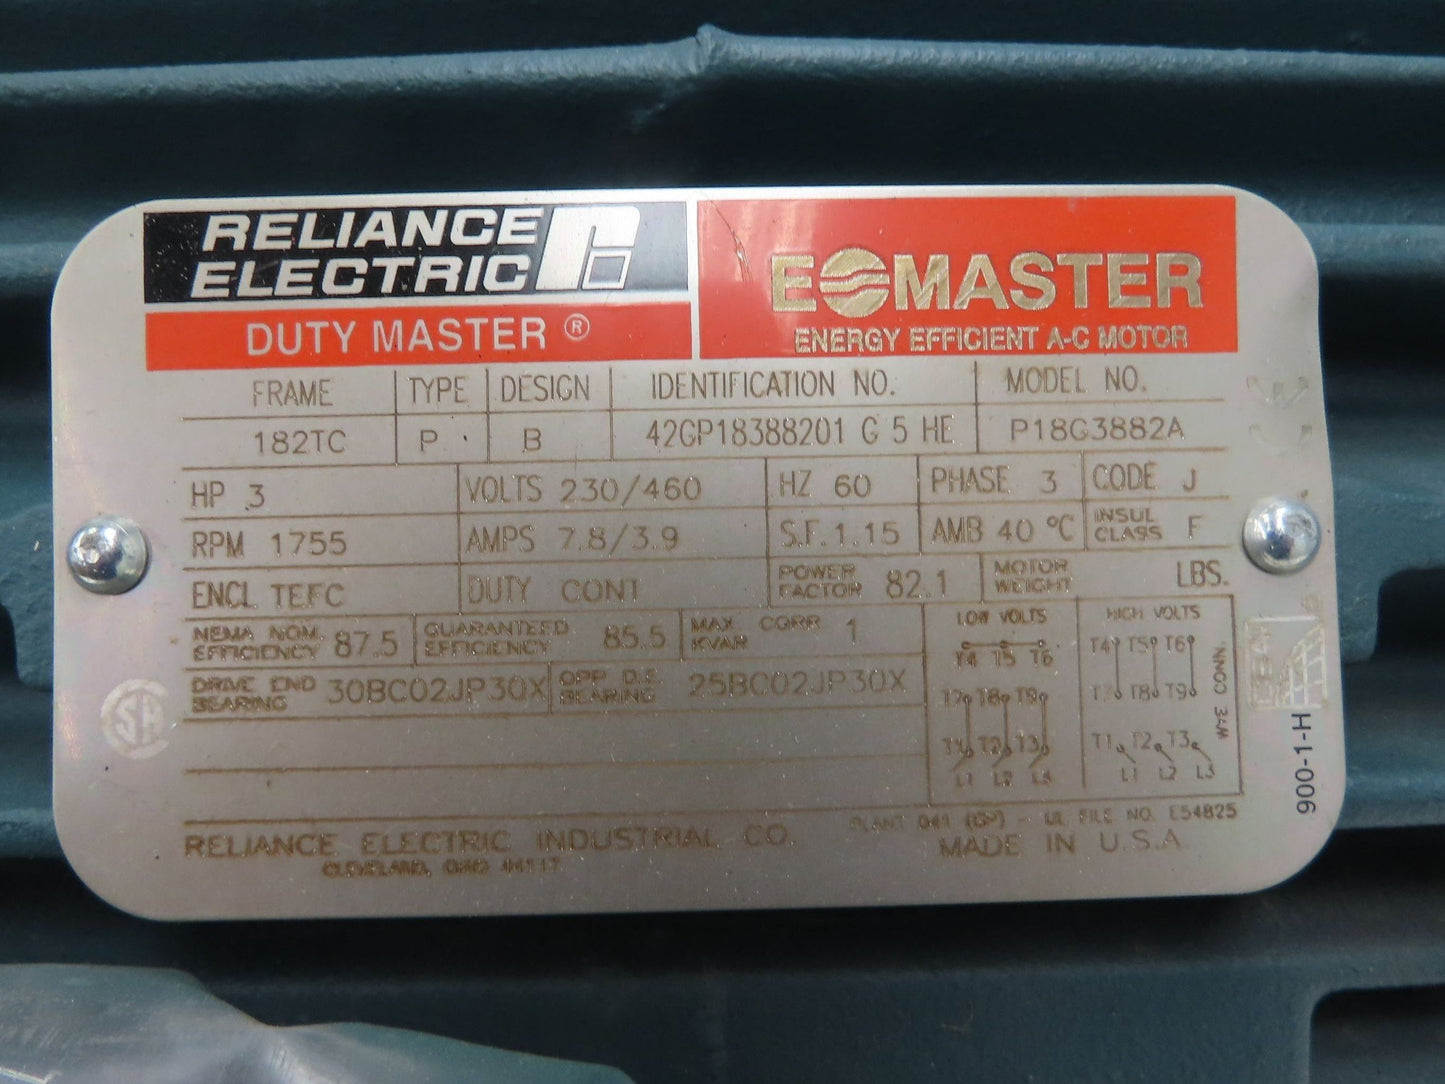 RELIANCE
ELECTRIC
DUTY MASTER ®
E MASTER
ENERGY EFFICIENT A-C MOTOR
FRAME TYPE DESIGN IDENTIFICATION NO. MODEL NO.
182TC P B 42GP18388201 G 5 HE P18G3882A
HP 3 VOLTS 230/460 HZ 60 PHASE 3 CODE J
RPM 1755 AMPS 7.8/3.9 S.F. 1.15 AMB 40 °C INSUL CLASS F
ENCL TEFC DUTY CONT POWER FACTOR 82.1 MOTOR WEIGHT LBS.
NEMA NOM. EFFICIENCY 87.5 GUARANTEED EFFICIENCY 85.5 MAX CORR KVAR 1
DRIVE END BEARING 30BC02JP30X OPP D.E. BEARING 25BC02JP30X
LOW VOLTS HIGH VOLTS
T4 T5 T6 T4 T5 T6
T7 T8 T9 T7 T8 T9
T1 T2 T3 T1 T2 T3
L1 L2 L3 L1 L2 L3
900-1-H
PLANT 041 (GP) - UL FILE NO. E54825
RELIANCE ELECTRIC INDUSTRIAL CO. MADE IN U.S.A
CLEVELAND, OHIO 44117